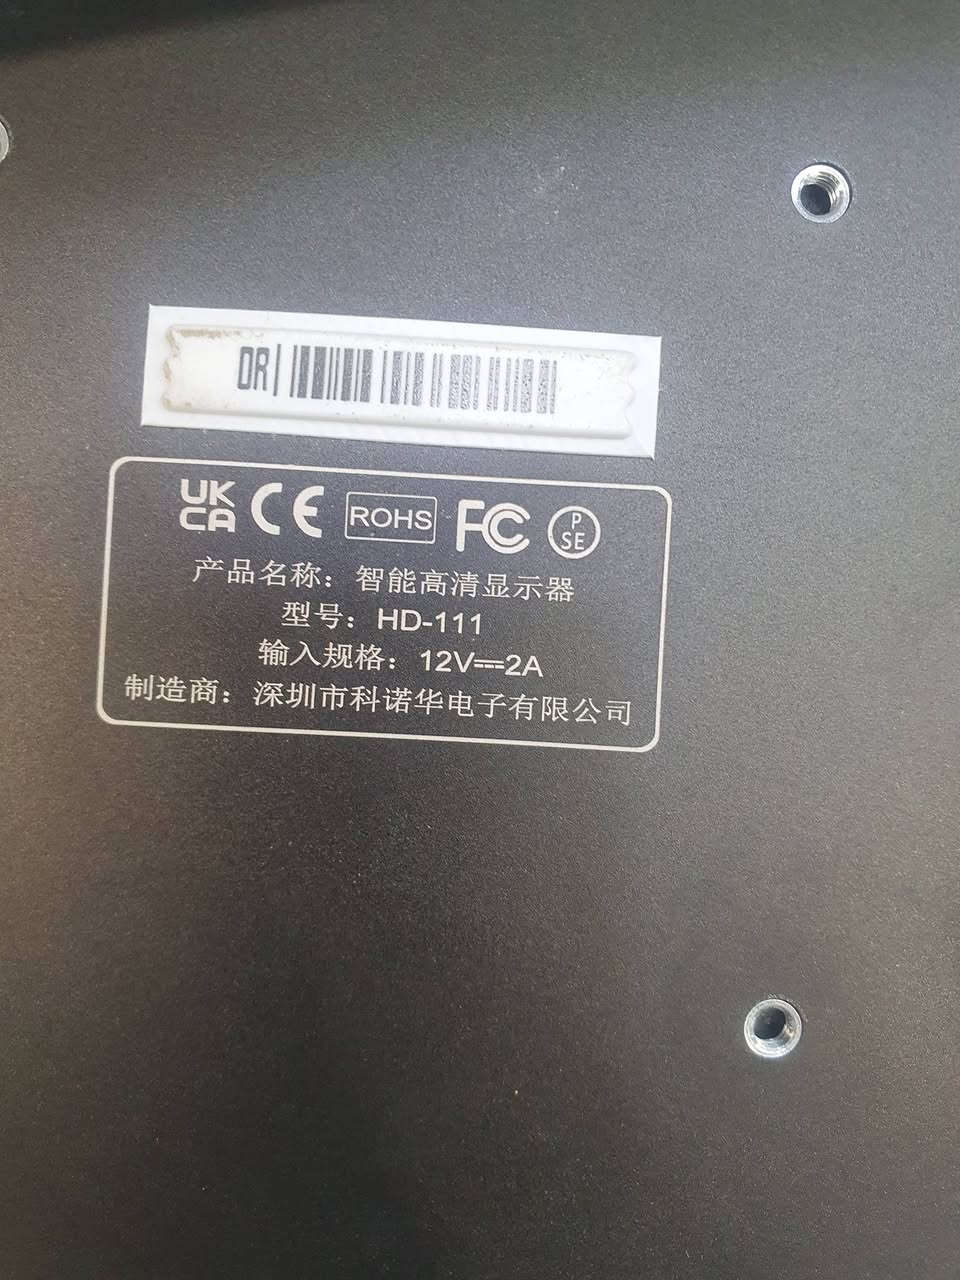 OR
UK CA CE ROHS FC PSE
产品名称：智能高清显示器
型号：HD-111
输入规格：12V⎓2A
制造商：深圳市科诺华电子有限公司